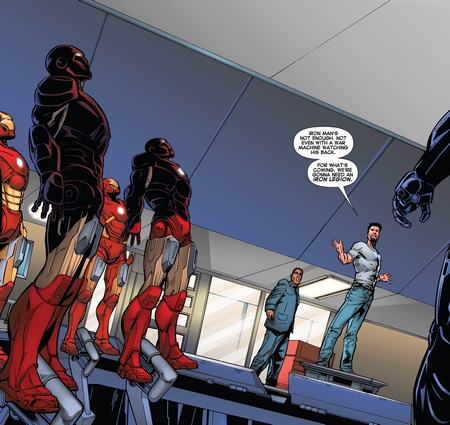 IRON MAN'S
NOT ENOUGH. NOT
EVEN WITH A WAR
MACHINE WATCHING
HIS BACK.
FOR WHAT'S
COMING, WE'RE
GONNA NEED AN
IRON LEGION.